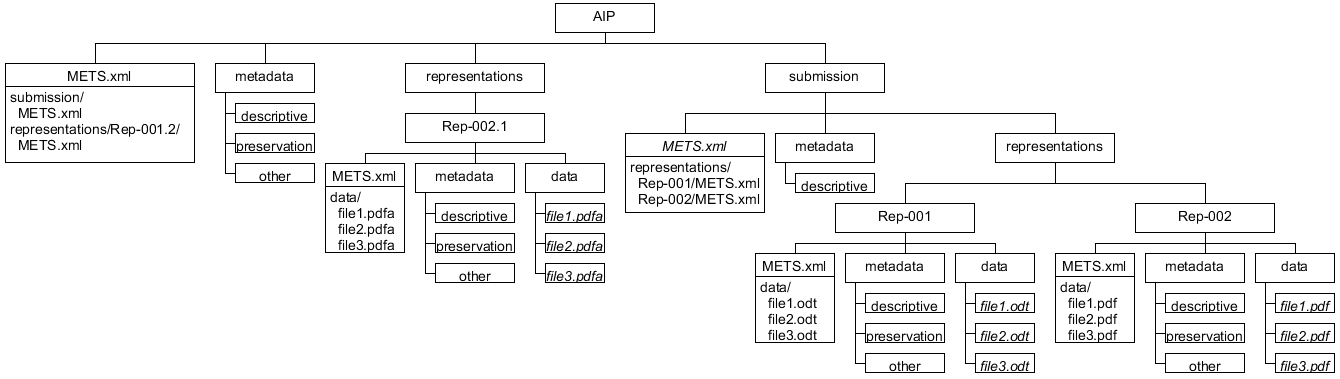 AIP
METS.xml
submission/
METS.xml
representations/Rep-001.2/
METS.xml
metadata
descriptive
preservation
other
representations
Rep-002.1
METS.xml
data/
file1.pdfa
file2.pdfa
file3.pdfa
metadata
descriptive
preservation
other
data
file1.pdfa
file2.pdfa
file3.pdfa
submission
METS.xml
representations/
Rep-001/METS.xml
Rep-002/METS.xml
metadata
descriptive
representations
Rep-001
METS.xml
data/
file1.odt
file2.odt
file3.odt
metadata
descriptive
preservation
other
data
file1.odt
file2.odt
file3.odt
Rep-002
METS.xml
data/
file1.pdf
file2.pdf
file3.pdf
metadata
descriptive
preservation
other
data
file1.pdf
file2.pdf
file3.pdf